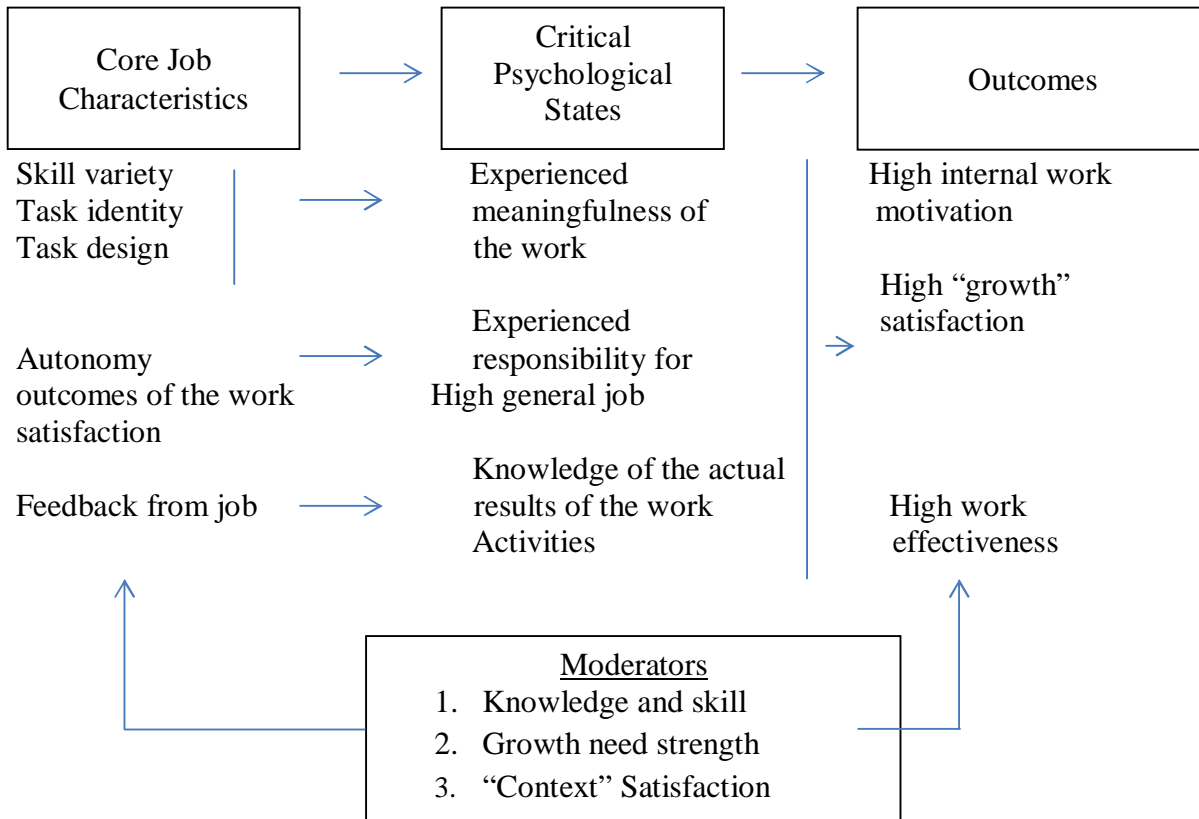 Core Job
Characteristics
Critical
Psychological
States
Outcomes
Skill variety
Task identity
Task design
Experienced
meaningfulness of
the work
High internal work
motivation
High “growth”
satisfaction
Autonomy
outcomes of the work
satisfaction
Experienced
responsibility for
High general job
Feedback from job
Knowledge of the actual
results of the work
Activities
High work
effectiveness
Moderators
1. Knowledge and skill
2. Growth need strength
3. “Context” Satisfaction